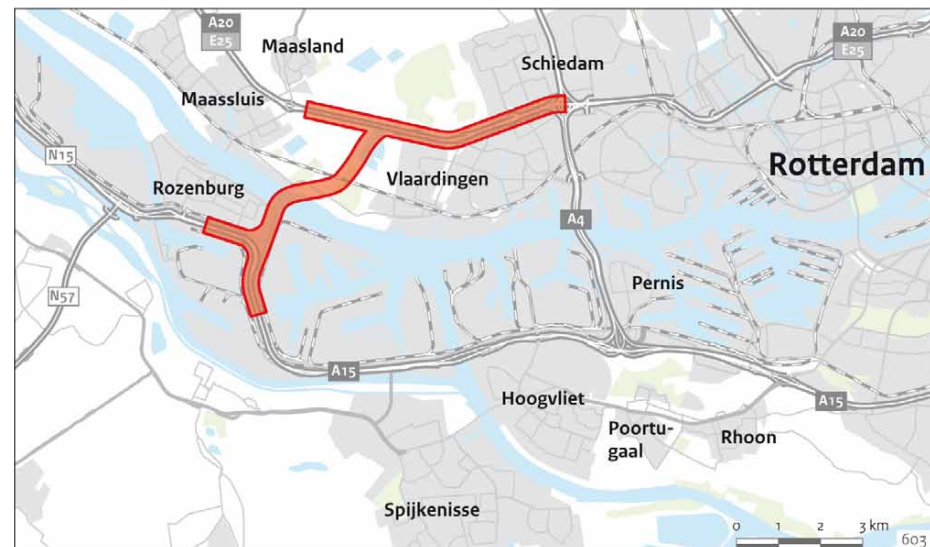 A20
E25
Maasland
Schiedam
A20
E25
Maassluis
N15
Rozenburg
Vlaardingen
Rotterdam
A4
N57
Pernis
A15
Hoogvliet
A15
Poortu-
gaal
Rhoon
Spijkenisse
0 1 2 3 km
603